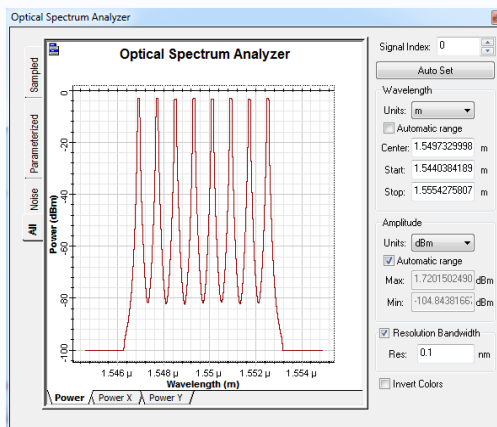 Optical Spectrum Analyzer
Optical Spectrum Analyzer
Signal Index: 0
Auto Set
Wavelength
Units: m
Automatic range
Center: 1.5497329998 m
Start: 1.5440384189 m
Stop: 1.5554275807 m
Amplitude
Units: dBm
Automatic range
Max: 1.7201502490 dBm
Min: -104.8438166 dBm
Resolution Bandwidth
Res: 0.1 nm
Invert Colors
Sampled
Parameterized
Noise
All
Power (dBm)
0
-20
-40
-60
-80
-100
1.546 µ 1.548 µ 1.55 µ 1.552 µ 1.554 µ
Wavelength (m)
Power Power X Power Y